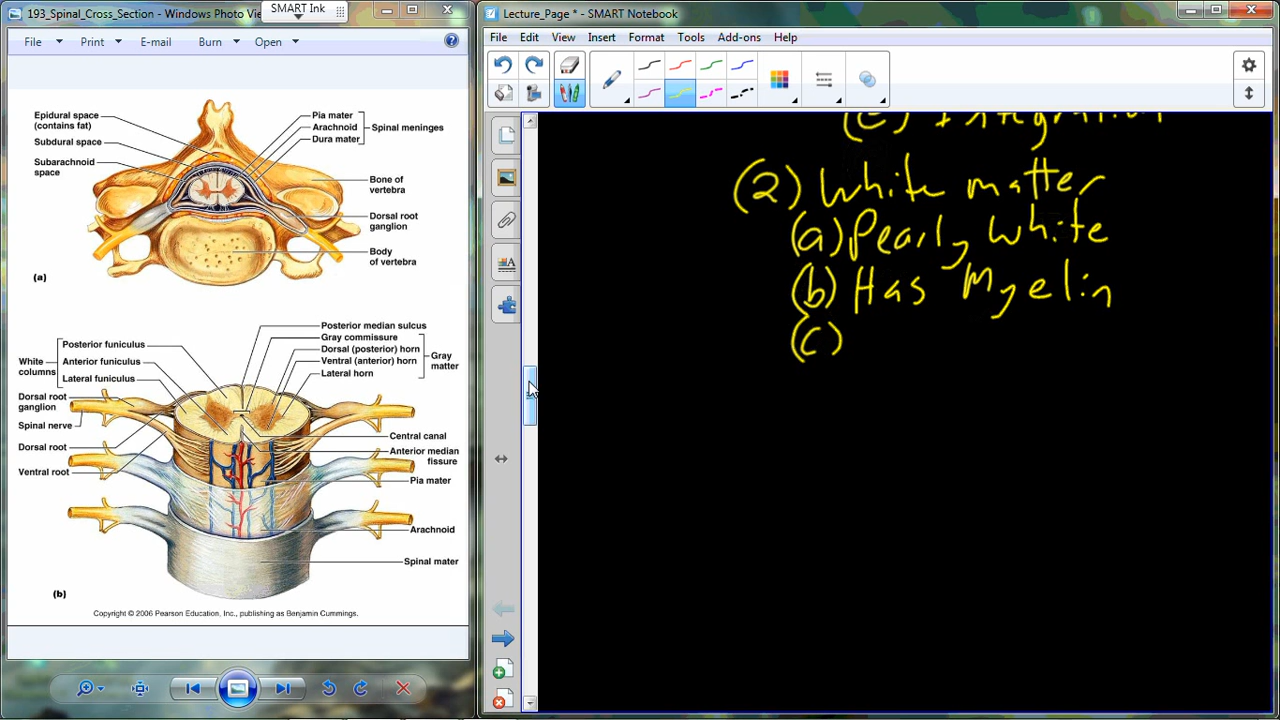 193_Spinal_Cross_Section - Windows Photo Vie
SMART Ink
File Print E-mail Burn Open
Epidural space
(contains fat)
Subdural space
Subarachnoid
space
Pia mater
Arachnoid
Dura mater
Spinal meninges
Bone of
vertebra
Dorsal root
ganglion
Body
of vertebra
(a)
Posterior median sulcus
Gray commissure
Dorsal (posterior) horn
Ventral (anterior) horn
Lateral horn
Gray
matter
White
columns
Posterior funiculus
Anterior funiculus
Lateral funiculus
Dorsal root
ganglion
Spinal nerve
Dorsal root
Ventral root
Central canal
Anterior median
fissure
Pia mater
Arachnoid
Spinal mater
(b)
Copyright © 2006 Pearson Education, Inc., publishing as Benjamin Cummings.
Lecture_Page * - SMART Notebook
File Edit View Insert Format Tools Add-ons Help
Integration
(2) White matter
(a) Pearly White
(b) Has Myelin
(c)